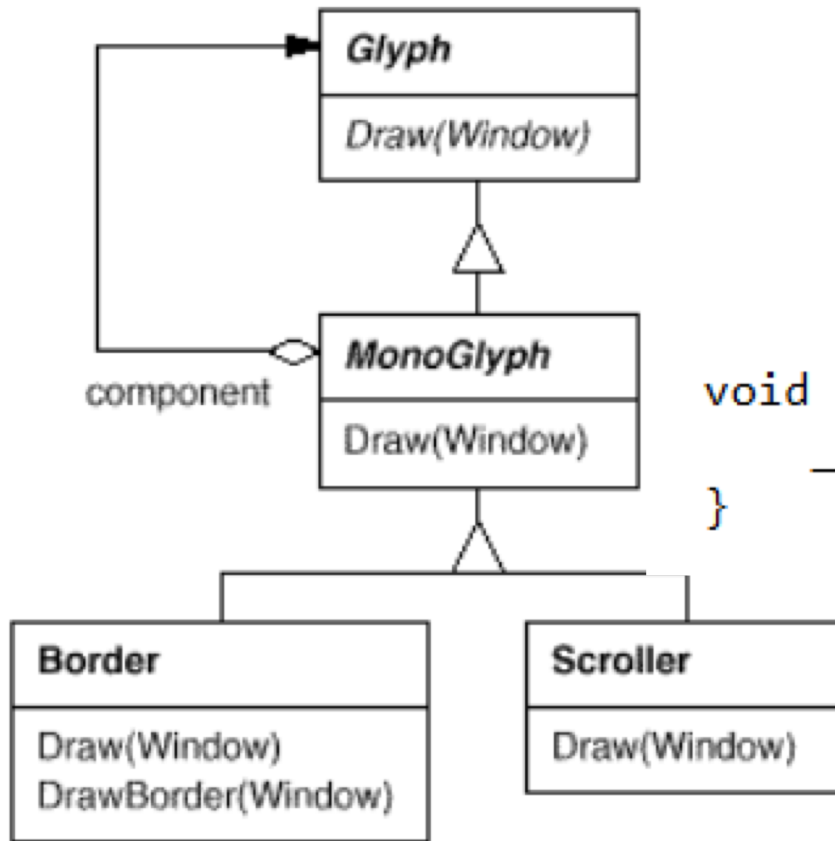 Glyph
Draw(Window)
MonoGlyph
component
Draw(Window)
void
}
Border
Draw(Window)
DrawBorder(Window)
Scroller
Draw(Window)